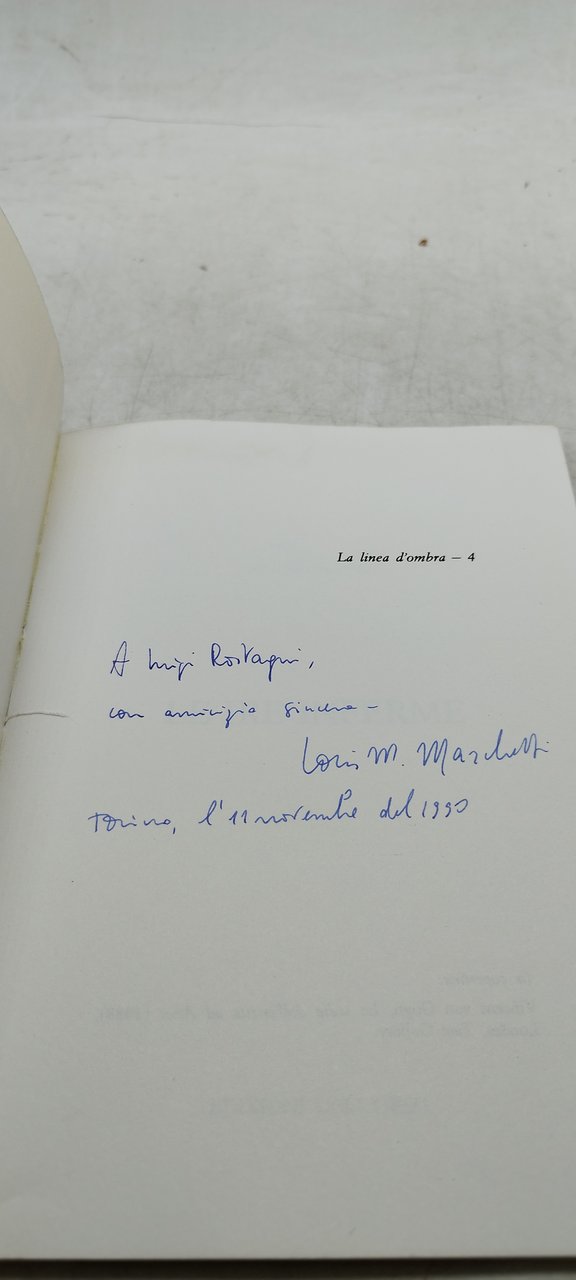 La linea d'ombra — 4
A Luigi Rostagni,
con amicizia sincera —
Loris M. Marchetti
Torino, l'11 novembre del 1990